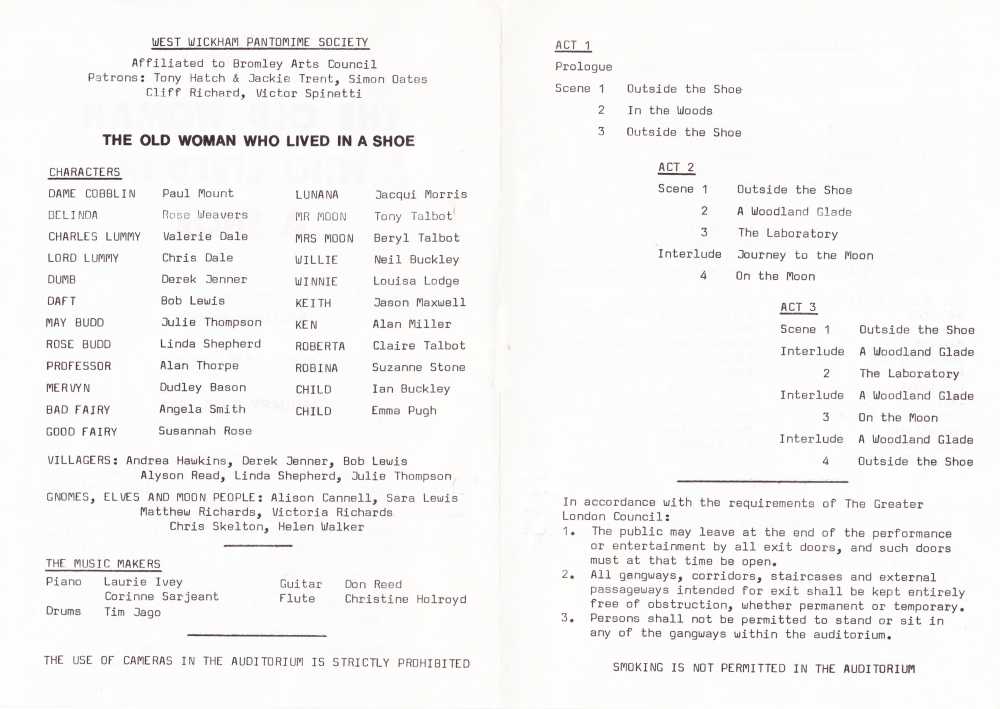 WEST WICKHAM PANTOMIME SOCIETY
Affiliated to Bromley Arts Council
Patrons: Tony Hatch & Jackie Trent, Simon Oates
Cliff Richard, Victor Spinetti
THE OLD WOMAN WHO LIVED IN A SHOE
CHARACTERS
DAME COBBLIN Paul Mount LUNANA Jacqui Morris
BELINDA Rose Weavers MR MOON Tony Talbot
CHARLES LUMMY Valerie Dale MRS MOON Beryl Talbot
LORD LUMMY Chris Dale WILLIE Neil Buckley
DUMB Derek Jenner WINNIE Louisa Lodge
DAFT Bob Lewis KEITH Jason Maxwell
MAY BUDD Julie Thompson KEN Alan Miller
ROSE BUDD Linda Shepherd ROBERTA Claire Talbot
PROFESSOR Alan Thorpe ROBINA Suzanne Stone
MERVYN Dudley Bason CHILD Ian Buckley
BAD FAIRY Angela Smith CHILD Emma Pugh
GOOD FAIRY Susannah Rose
VILLAGERS: Andrea Hawkins, Derek Jenner, Bob Lewis
Alyson Read, Linda Shepherd, Julie Thompson
GNOMES, ELVES AND MOON PEOPLE: Alison Cannell, Sara Lewis
Matthew Richards, Victoria Richards
Chris Skelton, Helen Walker
THE MUSIC MAKERS
Piano Laurie Ivey Guitar Don Reed
Corinne Sarjeant Flute Christine Holroyd
Drums Tim Jago
THE USE OF CAMERAS IN THE AUDITORIUM IS STRICTLY PROHIBITED
ACT 1
Prologue
Scene 1 Outside the Shoe
2 In the Woods
3 Outside the Shoe
ACT 2
Scene 1 Outside the Shoe
2 A Woodland Glade
3 The Laboratory
Interlude Journey to the Moon
4 On the Moon
ACT 3
Scene 1 Outside the Shoe
Interlude A Woodland Glade
2 The Laboratory
Interlude A Woodland Glade
3 On the Moon
Interlude A Woodland Glade
4 Outside the Shoe
In accordance with the requirements of The Greater
London Council:
1. The public may leave at the end of the performance
or entertainment by all exit doors, and such doors
must at that time be open.
2. All gangways, corridors, staircases and external
passageways intended for exit shall be kept entirely
free of obstruction, whether permanent or temporary.
3. Persons shall not be permitted to stand or sit in
any of the gangways within the auditorium.
SMOKING IS NOT PERMITTED IN THE AUDITORIUM